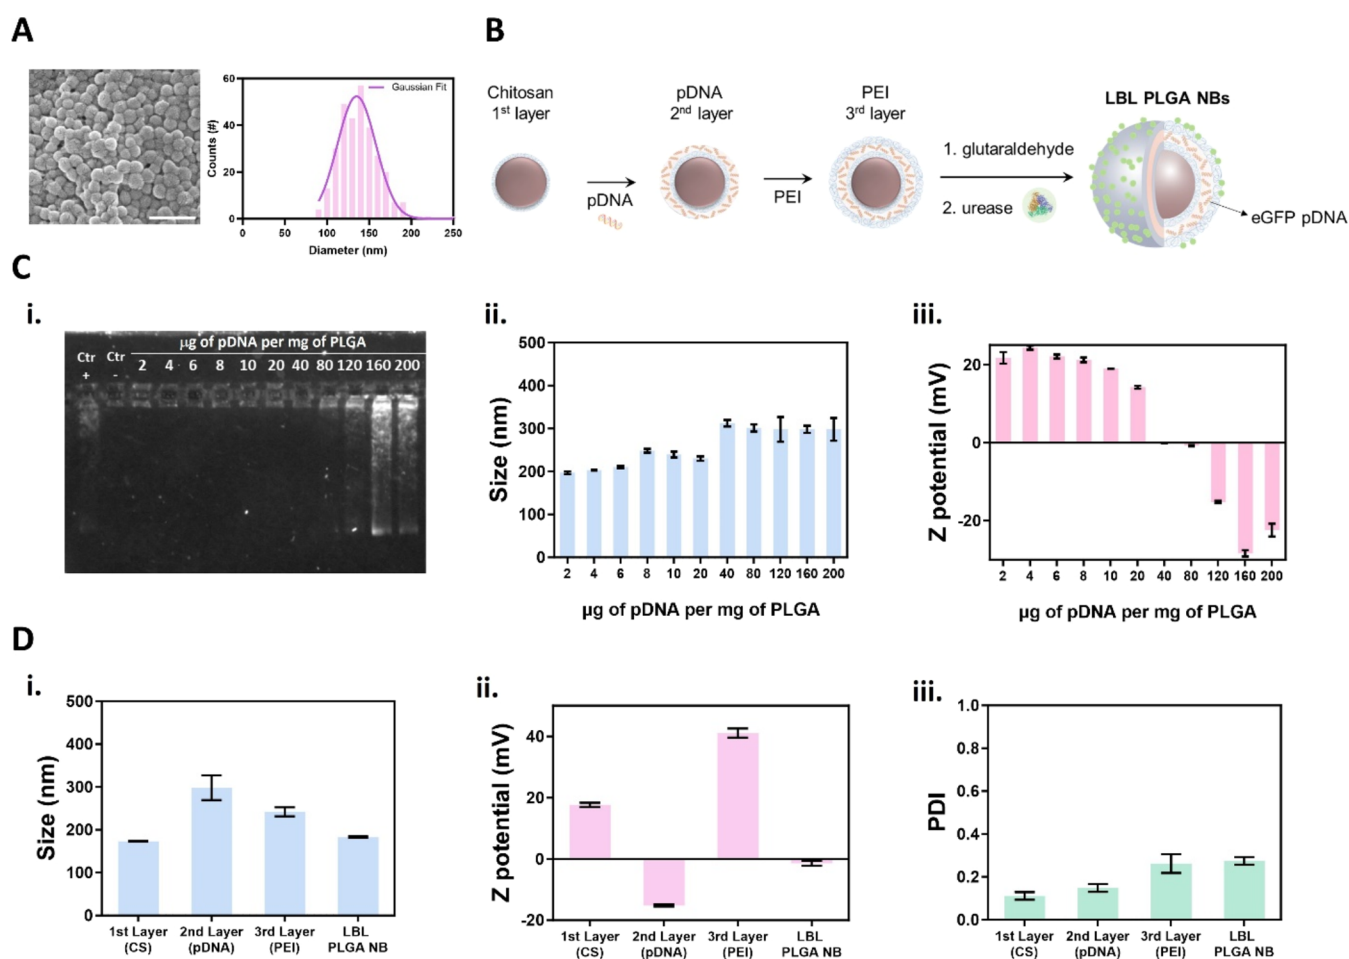 A
60
40
20
0
Counts (#)
Gaussian Fit
0 50 100 150 200 250
Diameter (nm)
B
Chitosan
1st layer
pDNA
2nd layer
PEI
3rd layer
LBL PLGA NBs
pDNA
PEI
1. glutaraldehyde
2. urease
eGFP pDNA
C
i.
µg of pDNA per mg of PLGA
Ctr
+
Ctr
-
2 4 6 8 10 20 40 80 120 160 200
ii.
500
400
300
200
100
0
Size (nm)
2 4 6 8 10 20 40 80 120 160 200
µg of pDNA per mg of PLGA
iii.
20
0
-20
Z potential (mV)
2 4 6 8 10 20 40 80 120 160 200
µg of pDNA per mg of PLGA
D
i.
500
400
300
200
100
0
Size (nm)
1st Layer 2nd Layer 3rd Layer LBL
(CS) (pDNA) (PEI) PLGA NB
ii.
40
20
0
-20
Z potential (mV)
1st Layer 2nd Layer 3rd Layer LBL
(CS) (pDNA) (PEI) PLGA NB
iii.
1.0
0.8
0.6
0.4
0.2
0.0
PDI
1st Layer 2nd Layer 3rd Layer LBL
(CS) (pDNA) (PEI) PLGA NB